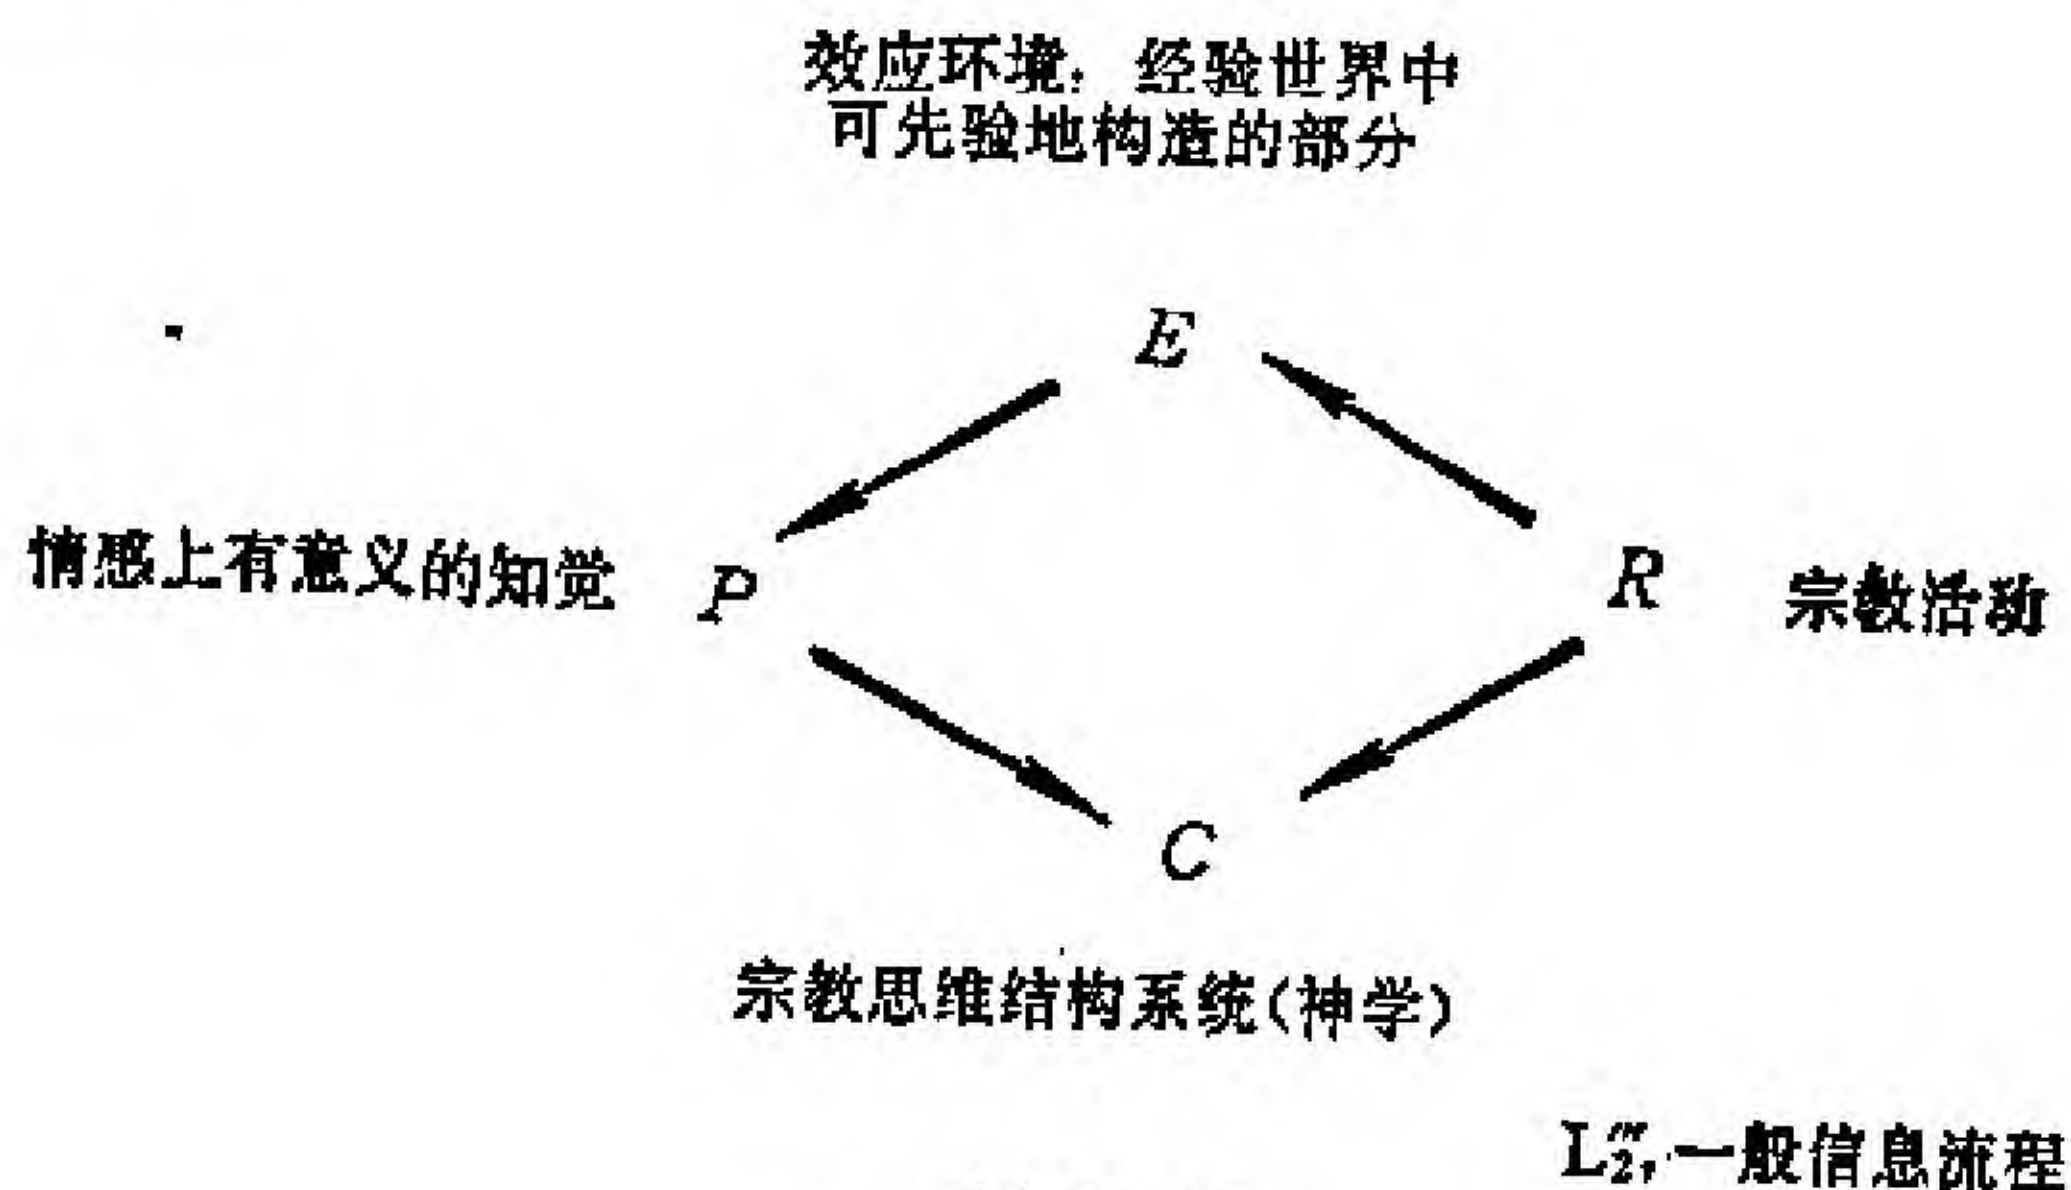 效应环境：经验世界中
可先验地构造的部分
E
情感上有意义的知觉 P R 宗教活动
C
宗教思维结构系统(神学)
L₂‴，一般信息流程